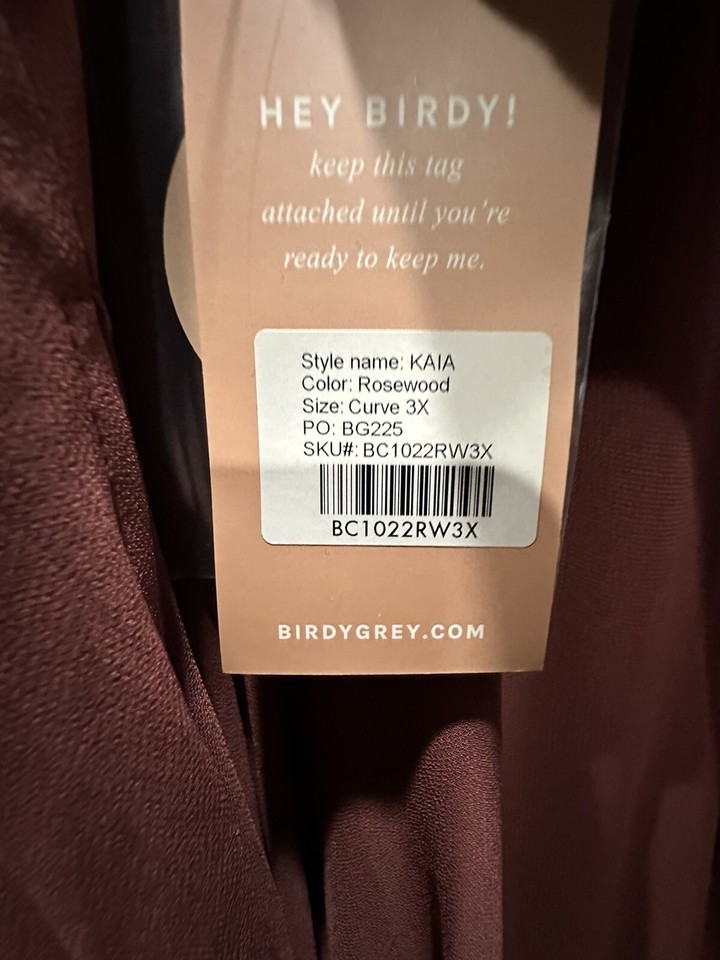 HEY BIRDY!
keep this tag
attached until you're
ready to keep me.
Style name: KAIA
Color: Rosewood
Size: Curve 3X
PO: BG225
SKU#: BC1022RW3X
BC1022RW3X
BIRDYGREY.COM